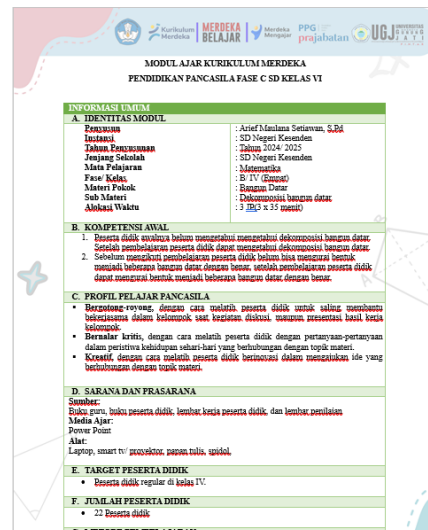 Kurikulum Merdeka
MERDEKA BELAJAR
Merdeka Mengajar
PPG prajabatan
UGJ
MODUL AJAR KURIKULUM MERDEKA
PENDIDIKAN PANCASILA FASE C SD KELAS VI
INFORMASI UMUM
A. IDENTITAS MODUL
Penyusun : Arief Maulana Setiawan, S.Pd
Instansi : SD Negeri Kesenden
Tahun Penyusunan : Tahun 2024/ 2025
Jenjang Sekolah : SD Negeri Kesenden
Mata Pelajaran : Matematika
Fase/ Kelas : B/ IV (Empat)
Materi Pokok : Bangun Datar
Sub Materi : Dekomposisi bangun datar
Alokasi Waktu : 3 JP(3 x 35 menit)
B. KOMPETENSI AWAL
1. Peserta didik awalnya belum mengetahui mengetahui dekomposisi bangun datar.
Setelah pembelajaran peserta didik dapat mengetahui dekomposisi bangun datar.
2. Sebelum mengikuti pembelajaran peserta didik belum bisa mengurai bentuk
menjadi beberapa bangun datar dengan benar, setelah pembelajaran peserta didik
dapat mengurai bentuk menjadi beberapa bangun datar dengan benar.
C. PROFIL PELAJAR PANCASILA
▪ Bergotong-royong, dengan cara melatih peserta didik untuk saling membantu
bekerjasama dalam kelompok saat kegiatan diskusi, maupun presentasi hasil kerja
kelompok.
▪ Bernalar kritis, dengan cara melatih peserta didik dengan pertanyaan-pertanyaan
dalam peristiwa kehidupan sehari-hari yang berhubungan dengan topik materi.
▪ Kreatif, dengan cara melatih peserta didik berinovasi dalam mengajukan ide yang
berhubungan dengan topik materi.
D. SARANA DAN PRASARANA
Sumber:
Buku guru, buku peserta didik, lembar kerja peserta didik, dan lembar penilaian
Media Ajar:
Power Point
Alat:
Laptop, smart tv/ proyektor, papan tulis, spidol.
E. TARGET PESERTA DIDIK
• Peserta didik regular di kelas IV.
F. JUMLAH PESERTA DIDIK
• 22 Peserta didik